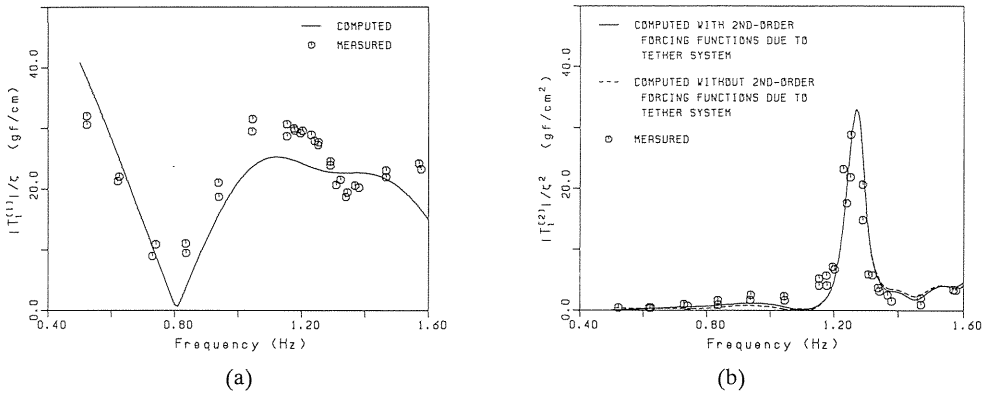 COMPUTED
MEASURED
40.0
20.0
0.0
|T₁⁽¹⁾|/ζ (gf/cm)
0.40 0.80 1.20 1.60
Frequency (Hz)
(a)
COMPUTED WITH 2ND-ORDER
FORCING FUNCTIONS DUE TO
TETHER SYSTEM
COMPUTED WITHOUT 2ND-ORDER
FORCING FUNCTIONS DUE TO
TETHER SYSTEM
MEASURED
40.0
20.0
0.0
|T₁⁽²⁾|/ζ² (gf/cm²)
0.40 0.80 1.20 1.60
Frequency (Hz)
(b)